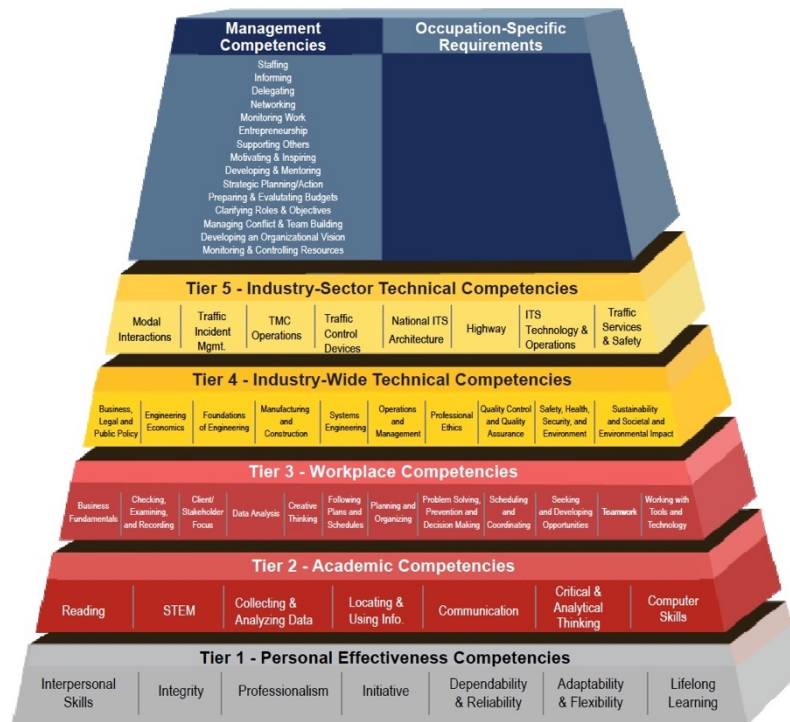 Management
Competencies
Occupation-Specific
Requirements
Staffing
Informing
Delegating
Networking
Monitoring Work
Entrepreneurship
Supporting Others
Motivating & Inspiring
Developing & Mentoring
Strategic Planning/Action
Preparing & Evalutating Budgets
Clarifying Roles & Objectives
Managing Conflict & Team Building
Developing an Organizational Vision
Monitoring & Controlling Resources
Tier 5 - Industry-Sector Technical Competencies
Modal
Interactions
Traffic
Incident
Mgmt.
TMC
Operations
Traffic
Control
Devices
National ITS
Architecture
Highway
ITS
Technology &
Operations
Traffic
Services
& Safety
Tier 4 - Industry-Wide Technical Competencies
Business,
Legal and
Public Policy
Engineering
Economics
Foundations
of Engineering
Manufacturing
and
Construction
Systems
Engineering
Operations
and
Management
Professional
Ethics
Quality Control
and Quality
Assurance
Safety, Health,
Security, and
Environment
Sustainability
and Societal and
Environmental Impact
Tier 3 - Workplace Competencies
Business
Fundamentals
Checking,
Examining,
and Recording
Client/
Stakeholder
Focus
Data Analysis
Creative
Thinking
Following
Plans and
Schedules
Planning and
Organizing
Problem Solving,
Prevention and
Decision Making
Scheduling
and
Coordinating
Seeking
and Developing
Opportunities
Teamwork
Working with
Tools and
Technology
Tier 2 - Academic Competencies
Reading
STEM
Collecting &
Analyzing Data
Locating &
Using Info.
Communication
Critical &
Analytical
Thinking
Computer
Skills
Tier 1 - Personal Effectiveness Competencies
Interpersonal
Skills
Integrity
Professionalism
Initiative
Dependability
& Reliability
Adaptability
& Flexibility
Lifelong
Learning